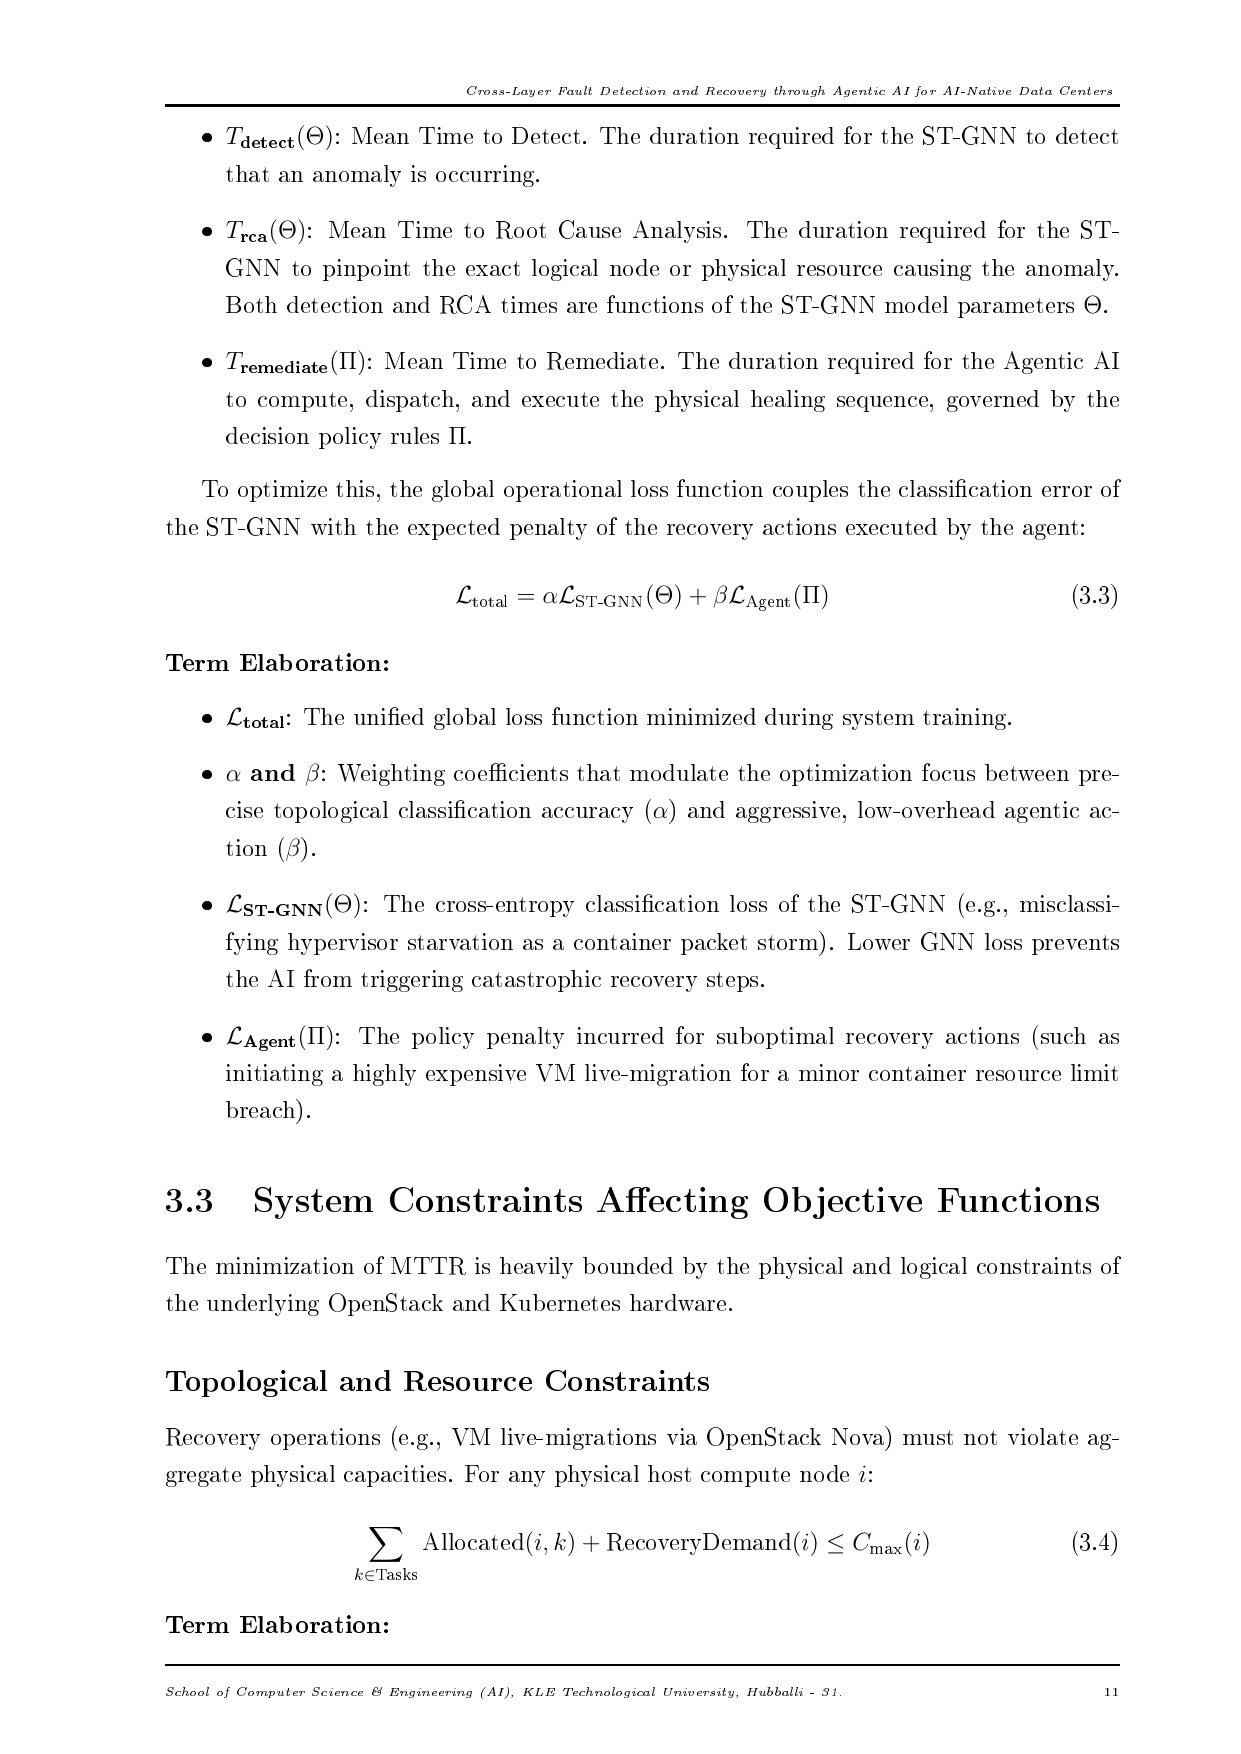 Cross-Layer Fault Detection and Recovery through Agentic AI for AI-Native Data Centers
• T_detect(Θ): Mean Time to Detect. The duration required for the ST-GNN to detect
that an anomaly is occurring.
• T_rca(Θ): Mean Time to Root Cause Analysis. The duration required for the ST-
GNN to pinpoint the exact logical node or physical resource causing the anomaly.
Both detection and RCA times are functions of the ST-GNN model parameters Θ.
• T_remediate(Π): Mean Time to Remediate. The duration required for the Agentic AI
to compute, dispatch, and execute the physical healing sequence, governed by the
decision policy rules Π.
To optimize this, the global operational loss function couples the classification error of
the ST-GNN with the expected penalty of the recovery actions executed by the agent:
ℒ_total = αℒ_ST-GNN(Θ) + βℒ_Agent(Π) (3.3)
Term Elaboration:
• ℒ_total: The unified global loss function minimized during system training.
• α and β: Weighting coefficients that modulate the optimization focus between pre-
cise topological classification accuracy (α) and aggressive, low-overhead agentic ac-
tion (β).
• ℒ_ST-GNN(Θ): The cross-entropy classification loss of the ST-GNN (e.g., misclassi-
fying hypervisor starvation as a container packet storm). Lower GNN loss prevents
the AI from triggering catastrophic recovery steps.
• ℒ_Agent(Π): The policy penalty incurred for suboptimal recovery actions (such as
initiating a highly expensive VM live-migration for a minor container resource limit
breach).
3.3 System Constraints Affecting Objective Functions
The minimization of MTTR is heavily bounded by the physical and logical constraints of
the underlying OpenStack and Kubernetes hardware.
Topological and Resource Constraints
Recovery operations (e.g., VM live-migrations via OpenStack Nova) must not violate ag-
gregate physical capacities. For any physical host compute node i:
∑_{k∈Tasks} Allocated(i, k) + RecoveryDemand(i) ≤ C_max(i) (3.4)
Term Elaboration:
School of Computer Science & Engineering (AI), KLE Technological University, Hubballi - 31. 11